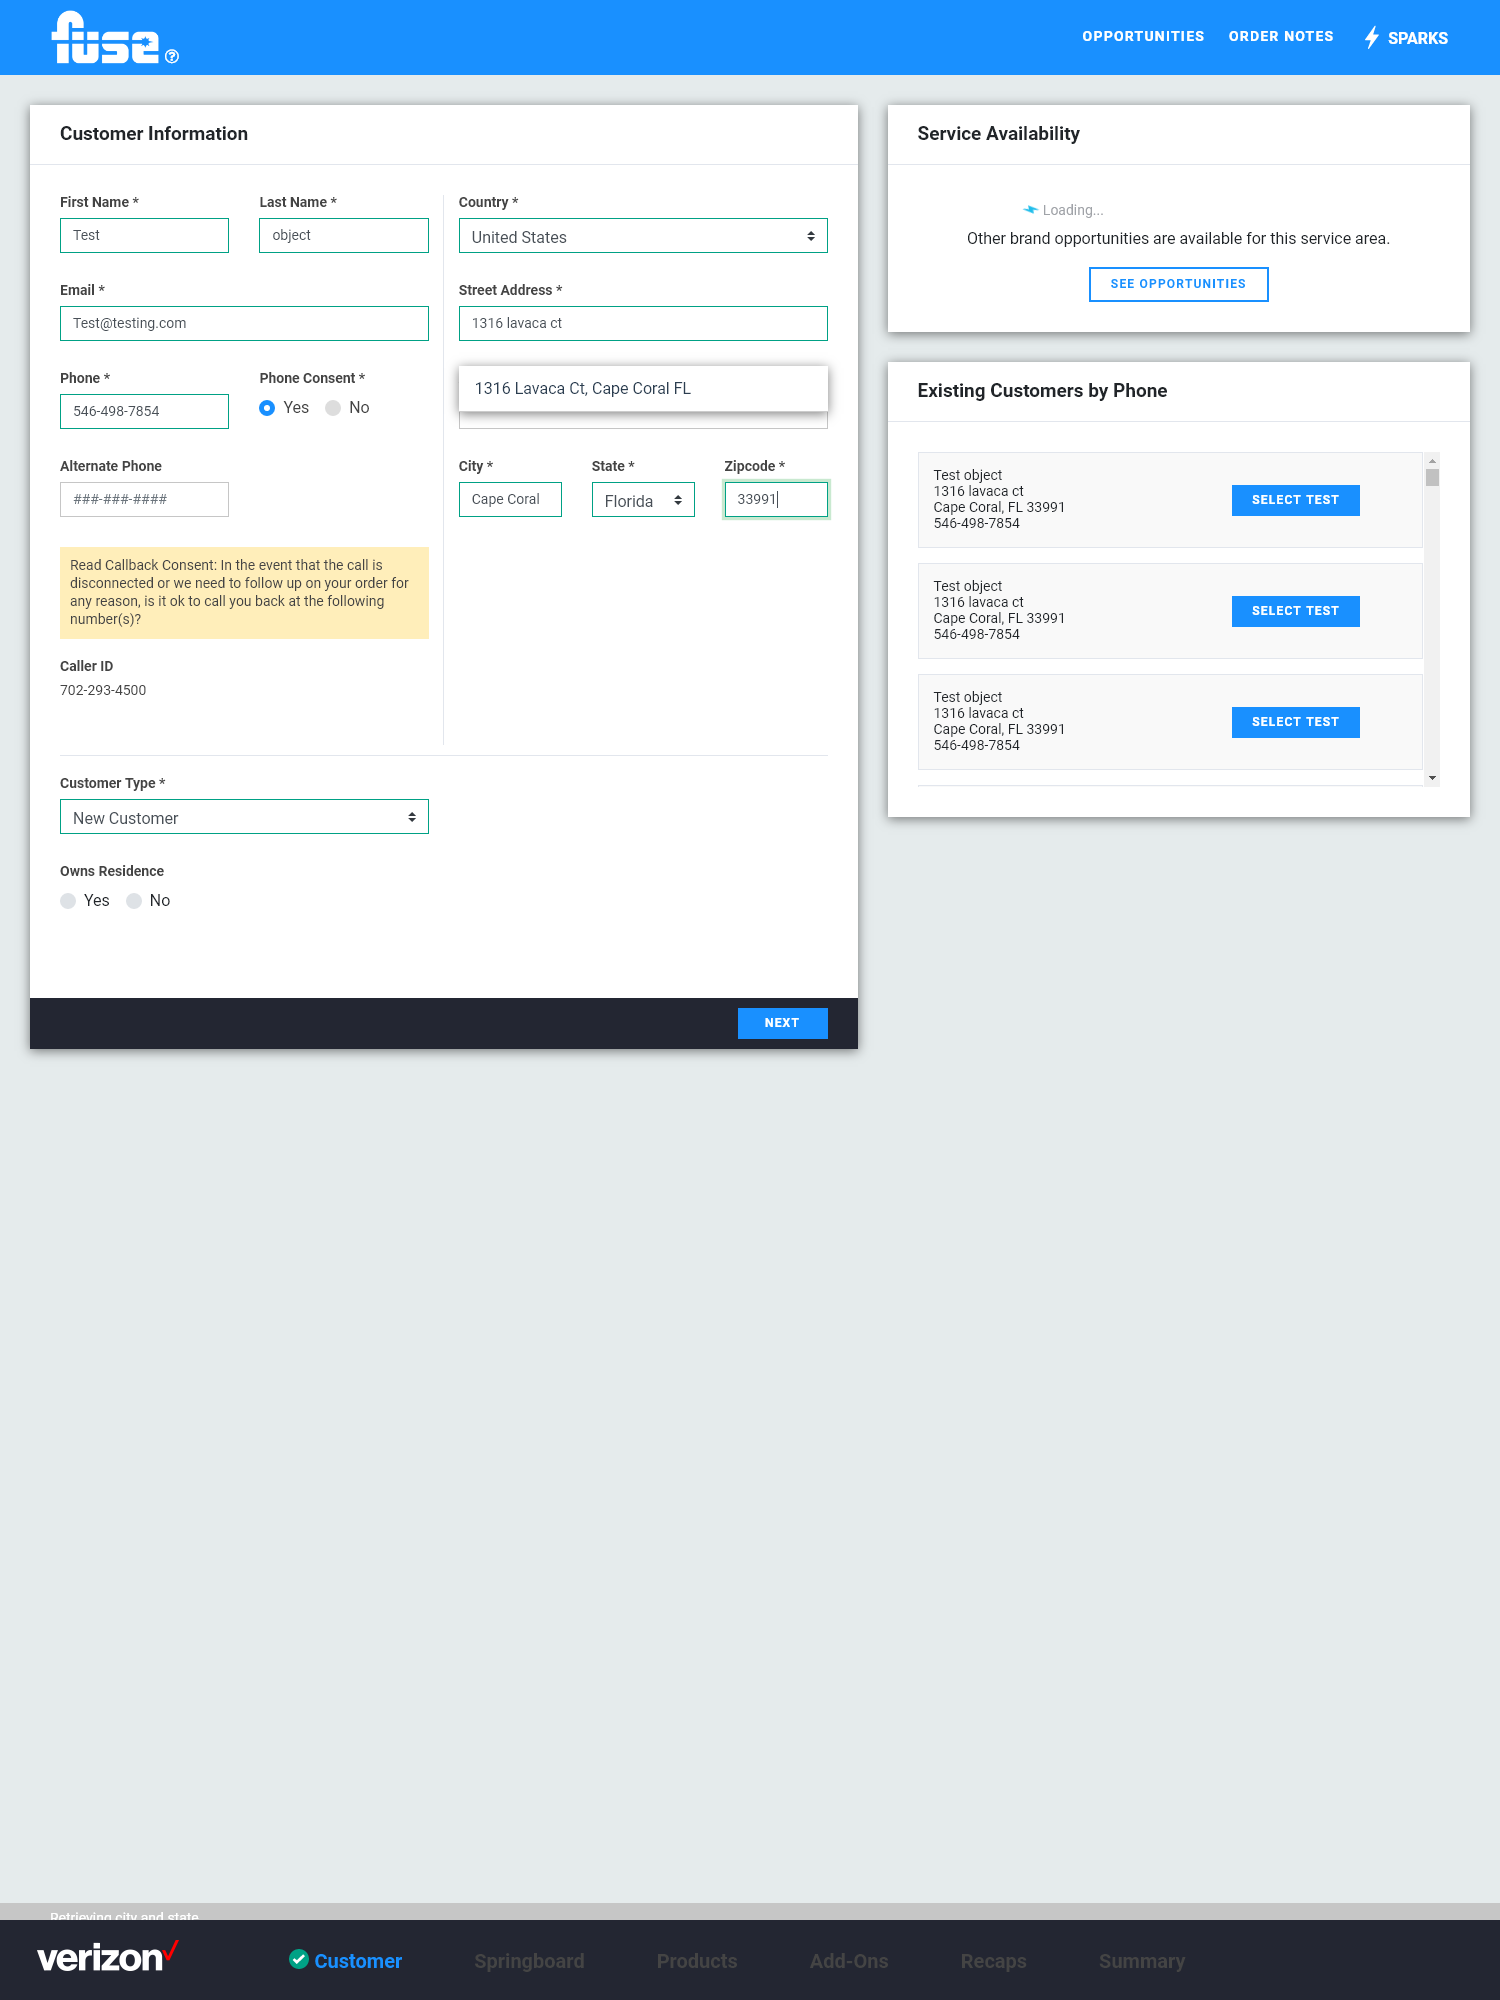 fuse
OPPORTUNITIES ORDER NOTES SPARKS
Customer Information
First Name * Last Name *
Test object
Email *
Test@testing.com
Phone * Phone Consent *
546-498-7854 Yes No
Alternate Phone
###-###-####
Read Callback Consent: In the event that the call is
disconnected or we need to follow up on your order for
any reason, is it ok to call you back at the following
number(s)?
Caller ID
702-293-4500
Country *
United States
Street Address *
1316 lavaca ct
1316 Lavaca Ct, Cape Coral FL
City * State * Zipcode *
Cape Coral Florida 33991
Customer Type *
New Customer
Owns Residence
Yes No
NEXT
Service Availability
Loading...
Other brand opportunities are available for this service area.
SEE OPPORTUNITIES
Existing Customers by Phone
Test object
1316 lavaca ct
Cape Coral, FL 33991
546-498-7854
SELECT TEST
Test object
1316 lavaca ct
Cape Coral, FL 33991
546-498-7854
SELECT TEST
Test object
1316 lavaca ct
Cape Coral, FL 33991
546-498-7854
SELECT TEST
Retrieving city and state
verizon Customer Springboard Products Add-Ons Recaps Summary